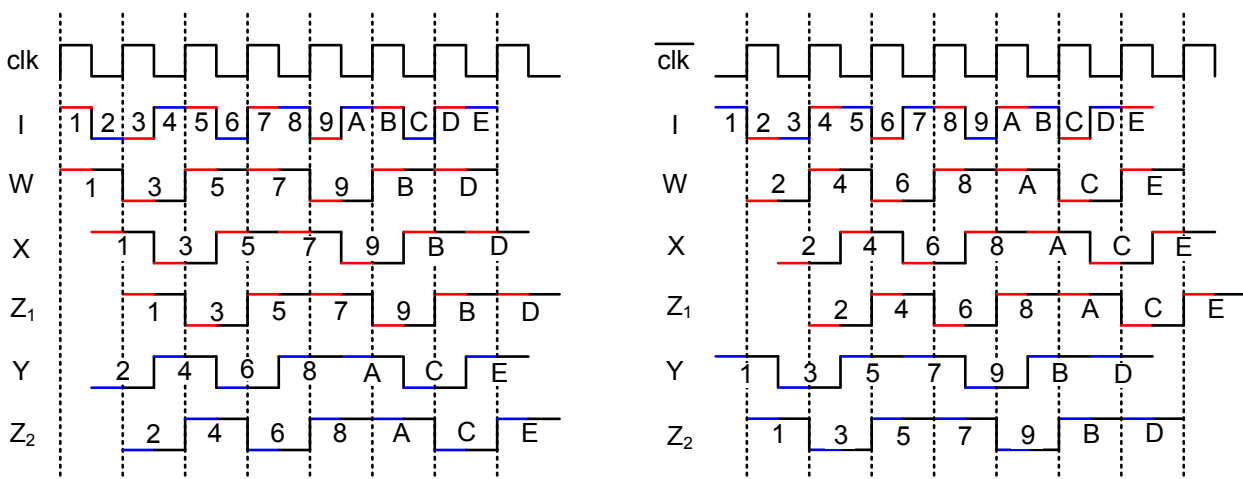 clk
I 1 2 3 4 5 6 7 8 9 A B C D E
W 1 3 5 7 9 B D
X 1 3 5 7 9 B D
Z1 1 3 5 7 9 B D
Y 2 4 6 8 A C E
Z2 2 4 6 8 A C E
clk
I 1 2 3 4 5 6 7 8 9 A B C D E
W 2 4 6 8 A C E
X 2 4 6 8 A C E
Z1 2 4 6 8 A C E
Y 1 3 5 7 9 B D
Z2 1 3 5 7 9 B D